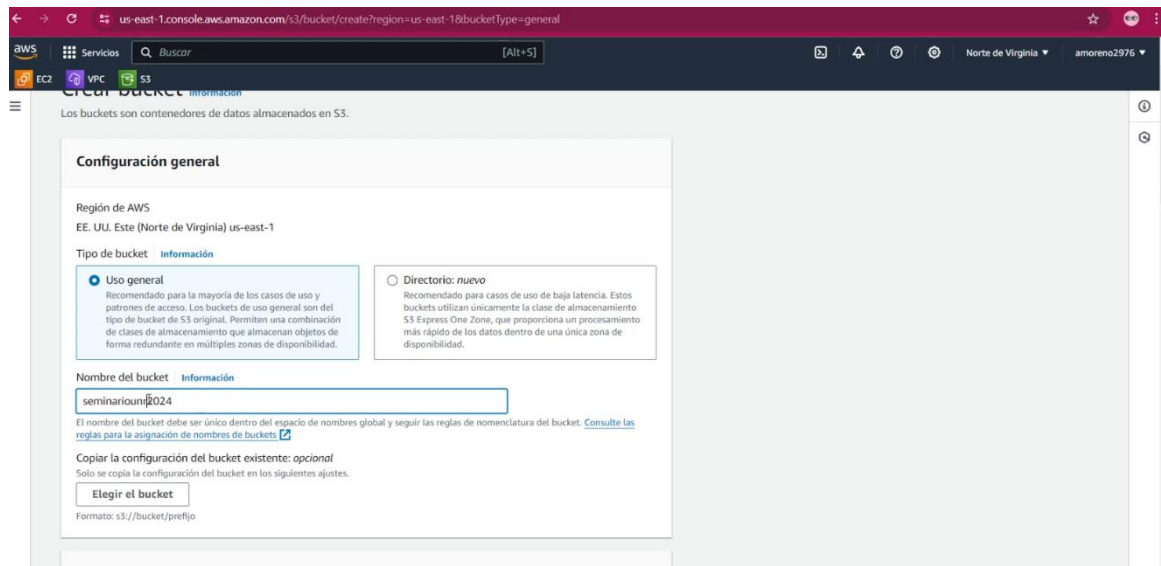 us-east-1.console.aws.amazon.com/s3/bucket/create?region=us-east-1&bucketType=general
aws
Servicios
Buscar
[Alt+S]
Norte de Virginia
amoreno2976
EC2
VPC
S3
Crear bucket Información
Los buckets son contenedores de datos almacenados en S3.
Configuración general
Región de AWS
EE. UU. Este (Norte de Virginia) us-east-1
Tipo de bucket Información
Uso general
Recomendado para la mayoría de los casos de uso y
patrones de acceso. Los buckets de uso general son del
tipo de bucket de S3 original. Permiten una combinación
de clases de almacenamiento que almacenan objetos de
forma redundante en múltiples zonas de disponibilidad.
Directorio: nuevo
Recomendado para casos de uso de baja latencia. Estos
buckets utilizan únicamente la clase de almacenamiento
S3 Express One Zone, que proporciona un procesamiento
más rápido de los datos dentro de una única zona de
disponibilidad.
Nombre del bucket Información
seminariounr2024
El nombre del bucket debe ser único dentro del espacio de nombres global y seguir las reglas de nomenclatura del bucket. Consulte las
reglas para la asignación de nombres de buckets
Copiar la configuración del bucket existente: opcional
Solo se copia la configuración del bucket en los siguientes ajustes.
Elegir el bucket
Formato: s3://bucket/prefijo